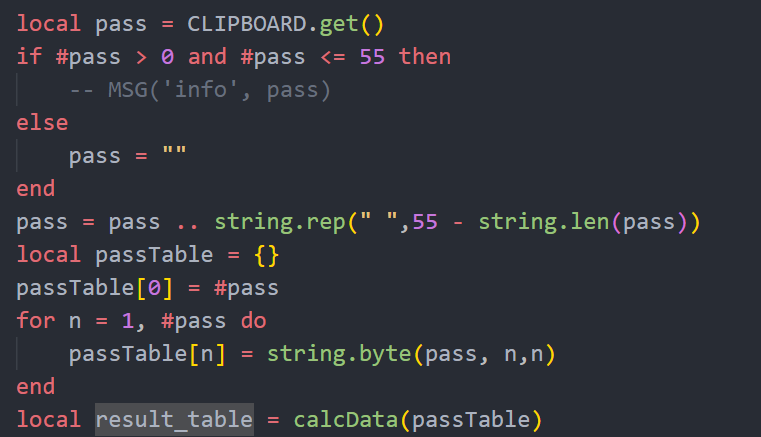 local pass = CLIPBOARD.get()
if #pass > 0 and #pass <= 55 then
    -- MSG('info', pass)
else
    pass = ""
end
pass = pass .. string.rep(" ",55 - string.len(pass))
local passTable = {}
passTable[0] = #pass
for n = 1, #pass do
    passTable[n] = string.byte(pass, n,n)
end
local result_table = calcData(passTable)